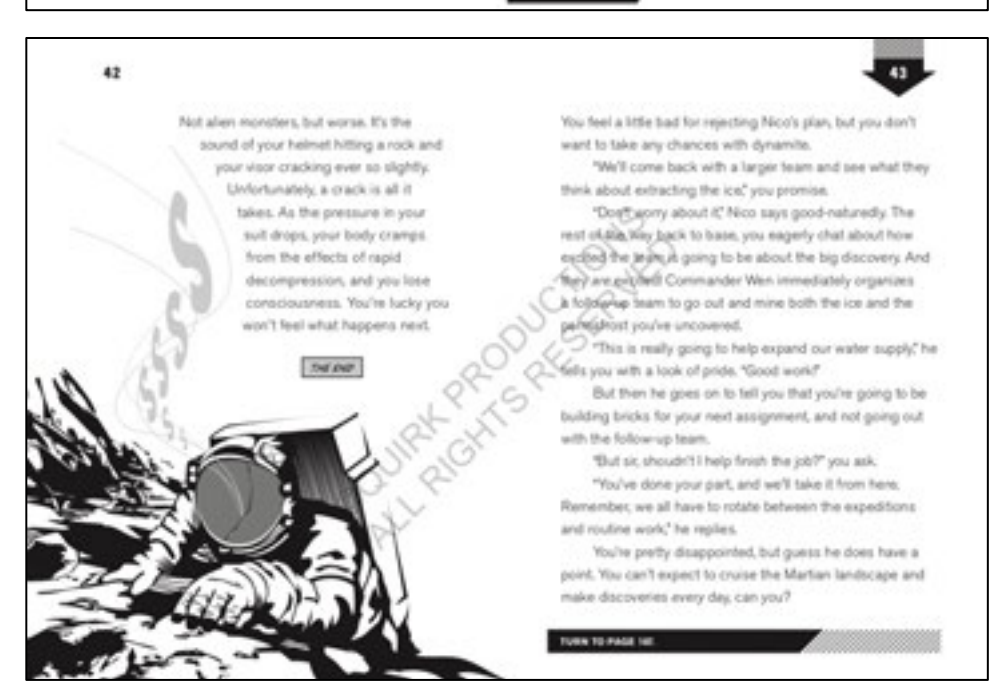 42
Not alien monsters, but worse. It's the
sound of your helmet hitting a rock and
your visor cracking ever so slightly.
Unfortunately, a crack is all it
takes. As the pressure in your
suit drops, your body cramps
from the effects of rapid
decompression, and you lose
consciousness. You're lucky you
won't feel what happens next.
THE END
SSSSSS
43
You feel a little bad for rejecting Nico's plan, but you don't
want to take any chances with dynamite.
"We'll come back with a larger team and see what they
think about extracting the ice," you promise.
"Don't worry about it," Nico says good-naturedly. The
rest of the way back to base, you eagerly chat about how
excited the team is going to be about the big discovery. And
they are excited! Commander Wen immediately organizes
a follow-up team to go out and mine both the ice and the
permafrost you've uncovered.
"This is really going to help expand our water supply," he
tells you with a look of pride. "Good work!"
But then he goes on to tell you that you're going to be
building bricks for your next assignment, and not going out
with the follow-up team.
"But sir, shoudn't I help finish the job?" you ask.
"You've done your part, and we'll take it from here.
Remember, we all have to rotate between the expeditions
and routine work," he replies.
You're pretty disappointed, but guess he does have a
point. You can't expect to cruise the Martian landscape and
make discoveries every day, can you?
TURN TO PAGE
QUIRK PRODUCTIONS
ALL RIGHTS RESERVED